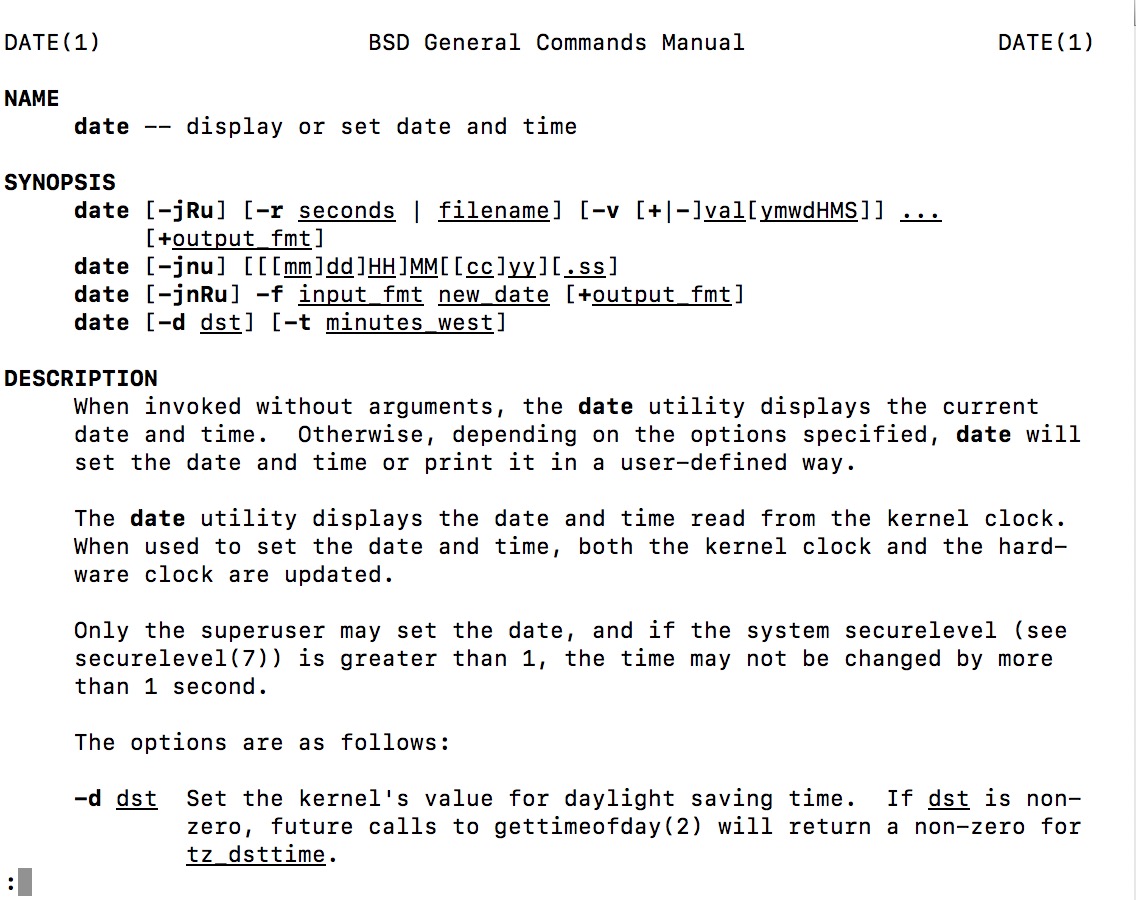 DATE(1) BSD General Commands Manual DATE(1)
NAME
date -- display or set date and time
SYNOPSIS
date [-jRu] [-r seconds | filename] [-v [+|-]val[ymwdHMS]] ...
[+output_fmt]
date [-jnu] [[[mm]dd]HH]MM[[cc]yy][.ss]
date [-jnRu] -f input_fmt new_date [+output_fmt]
date [-d dst] [-t minutes_west]
DESCRIPTION
When invoked without arguments, the date utility displays the current
date and time.  Otherwise, depending on the options specified, date will
set the date and time or print it in a user-defined way.
The date utility displays the date and time read from the kernel clock.
When used to set the date and time, both the kernel clock and the hard-
ware clock are updated.
Only the superuser may set the date, and if the system securelevel (see
securelevel(7)) is greater than 1, the time may not be changed by more
than 1 second.
The options are as follows:
-d dst  Set the kernel's value for daylight saving time.  If dst is non-
zero, future calls to gettimeofday(2) will return a non-zero for
tz_dsttime.
: